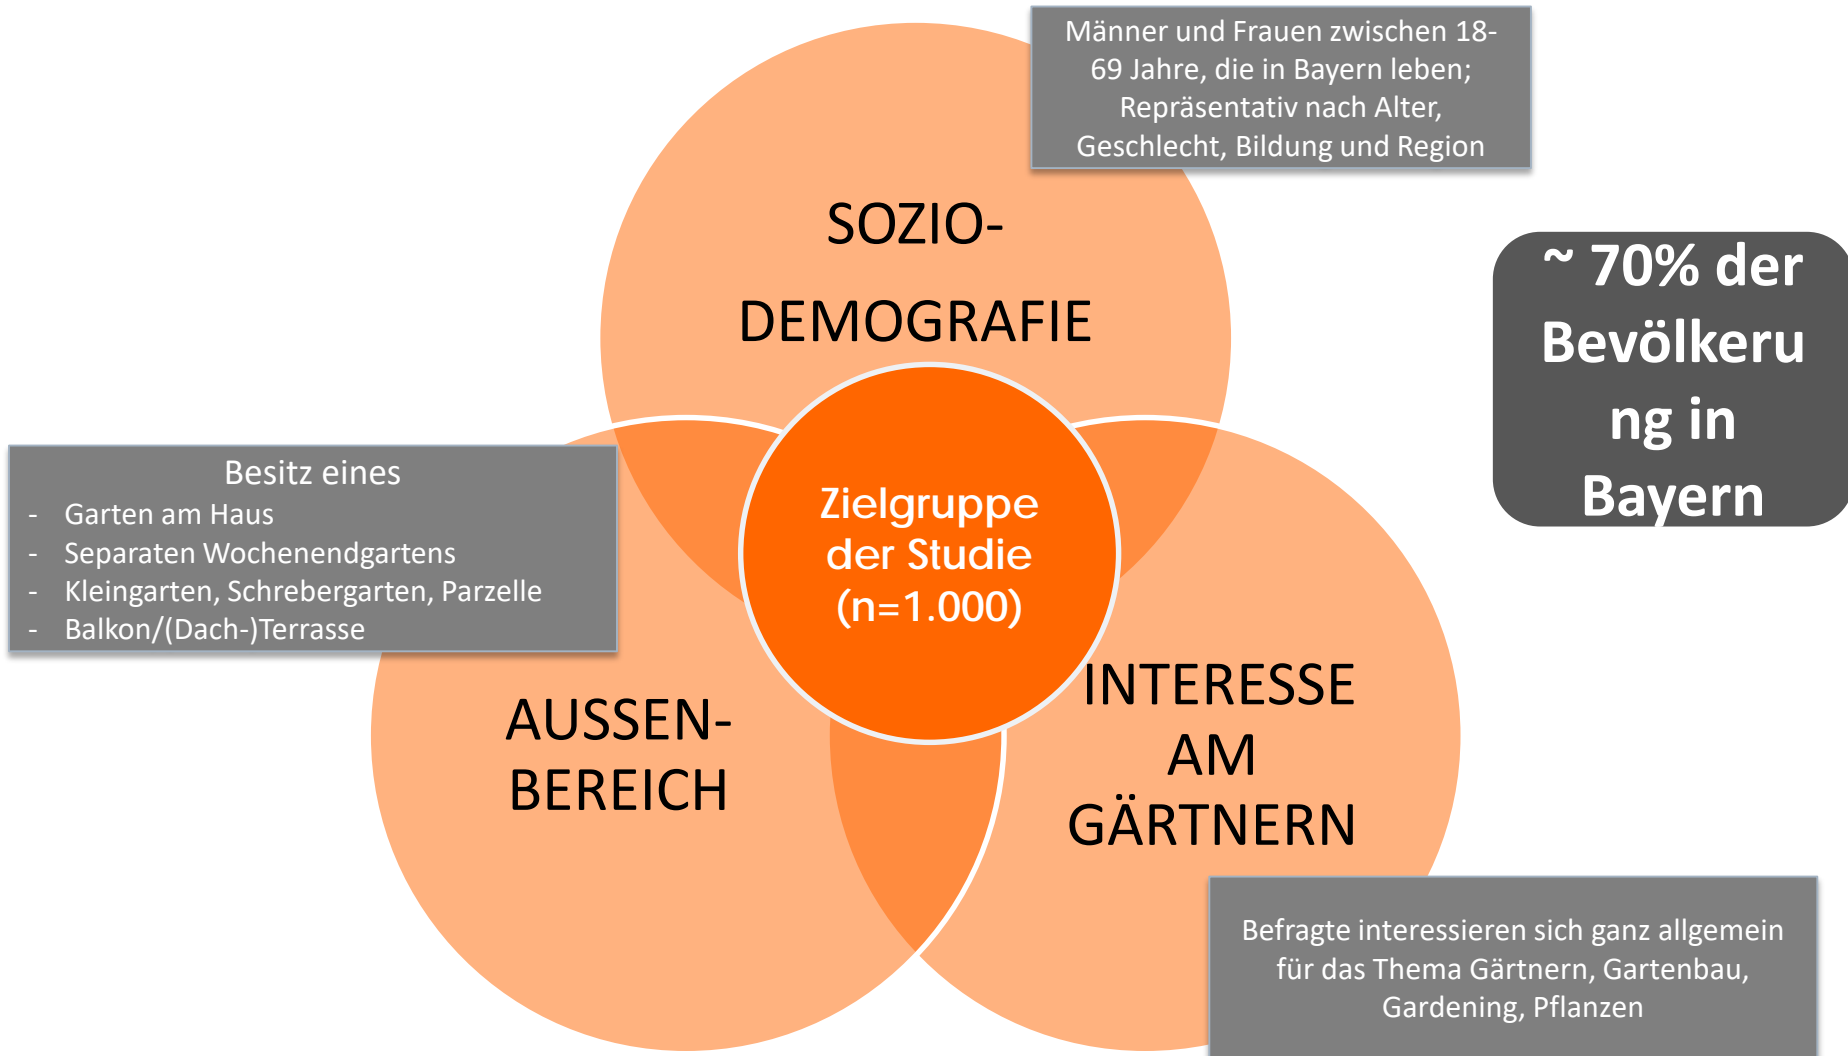 Männer und Frauen zwischen 18-
69 Jahre, die in Bayern leben;
Repräsentativ nach Alter,
Geschlecht, Bildung und Region
SOZIO-
DEMOGRAFIE
~ 70% der
Bevölkeru
ng in
Bayern
Besitz eines
- Garten am Haus
- Separaten Wochenendgartens
- Kleingarten, Schrebergarten, Parzelle
- Balkon/(Dach-)Terrasse
Zielgruppe
der Studie
(n=1.000)
AUSSEN-
BEREICH
INTERESSE
AM
GÄRTNERN
Befragte interessieren sich ganz allgemein
für das Thema Gärtnern, Gartenbau,
Gardening, Pflanzen